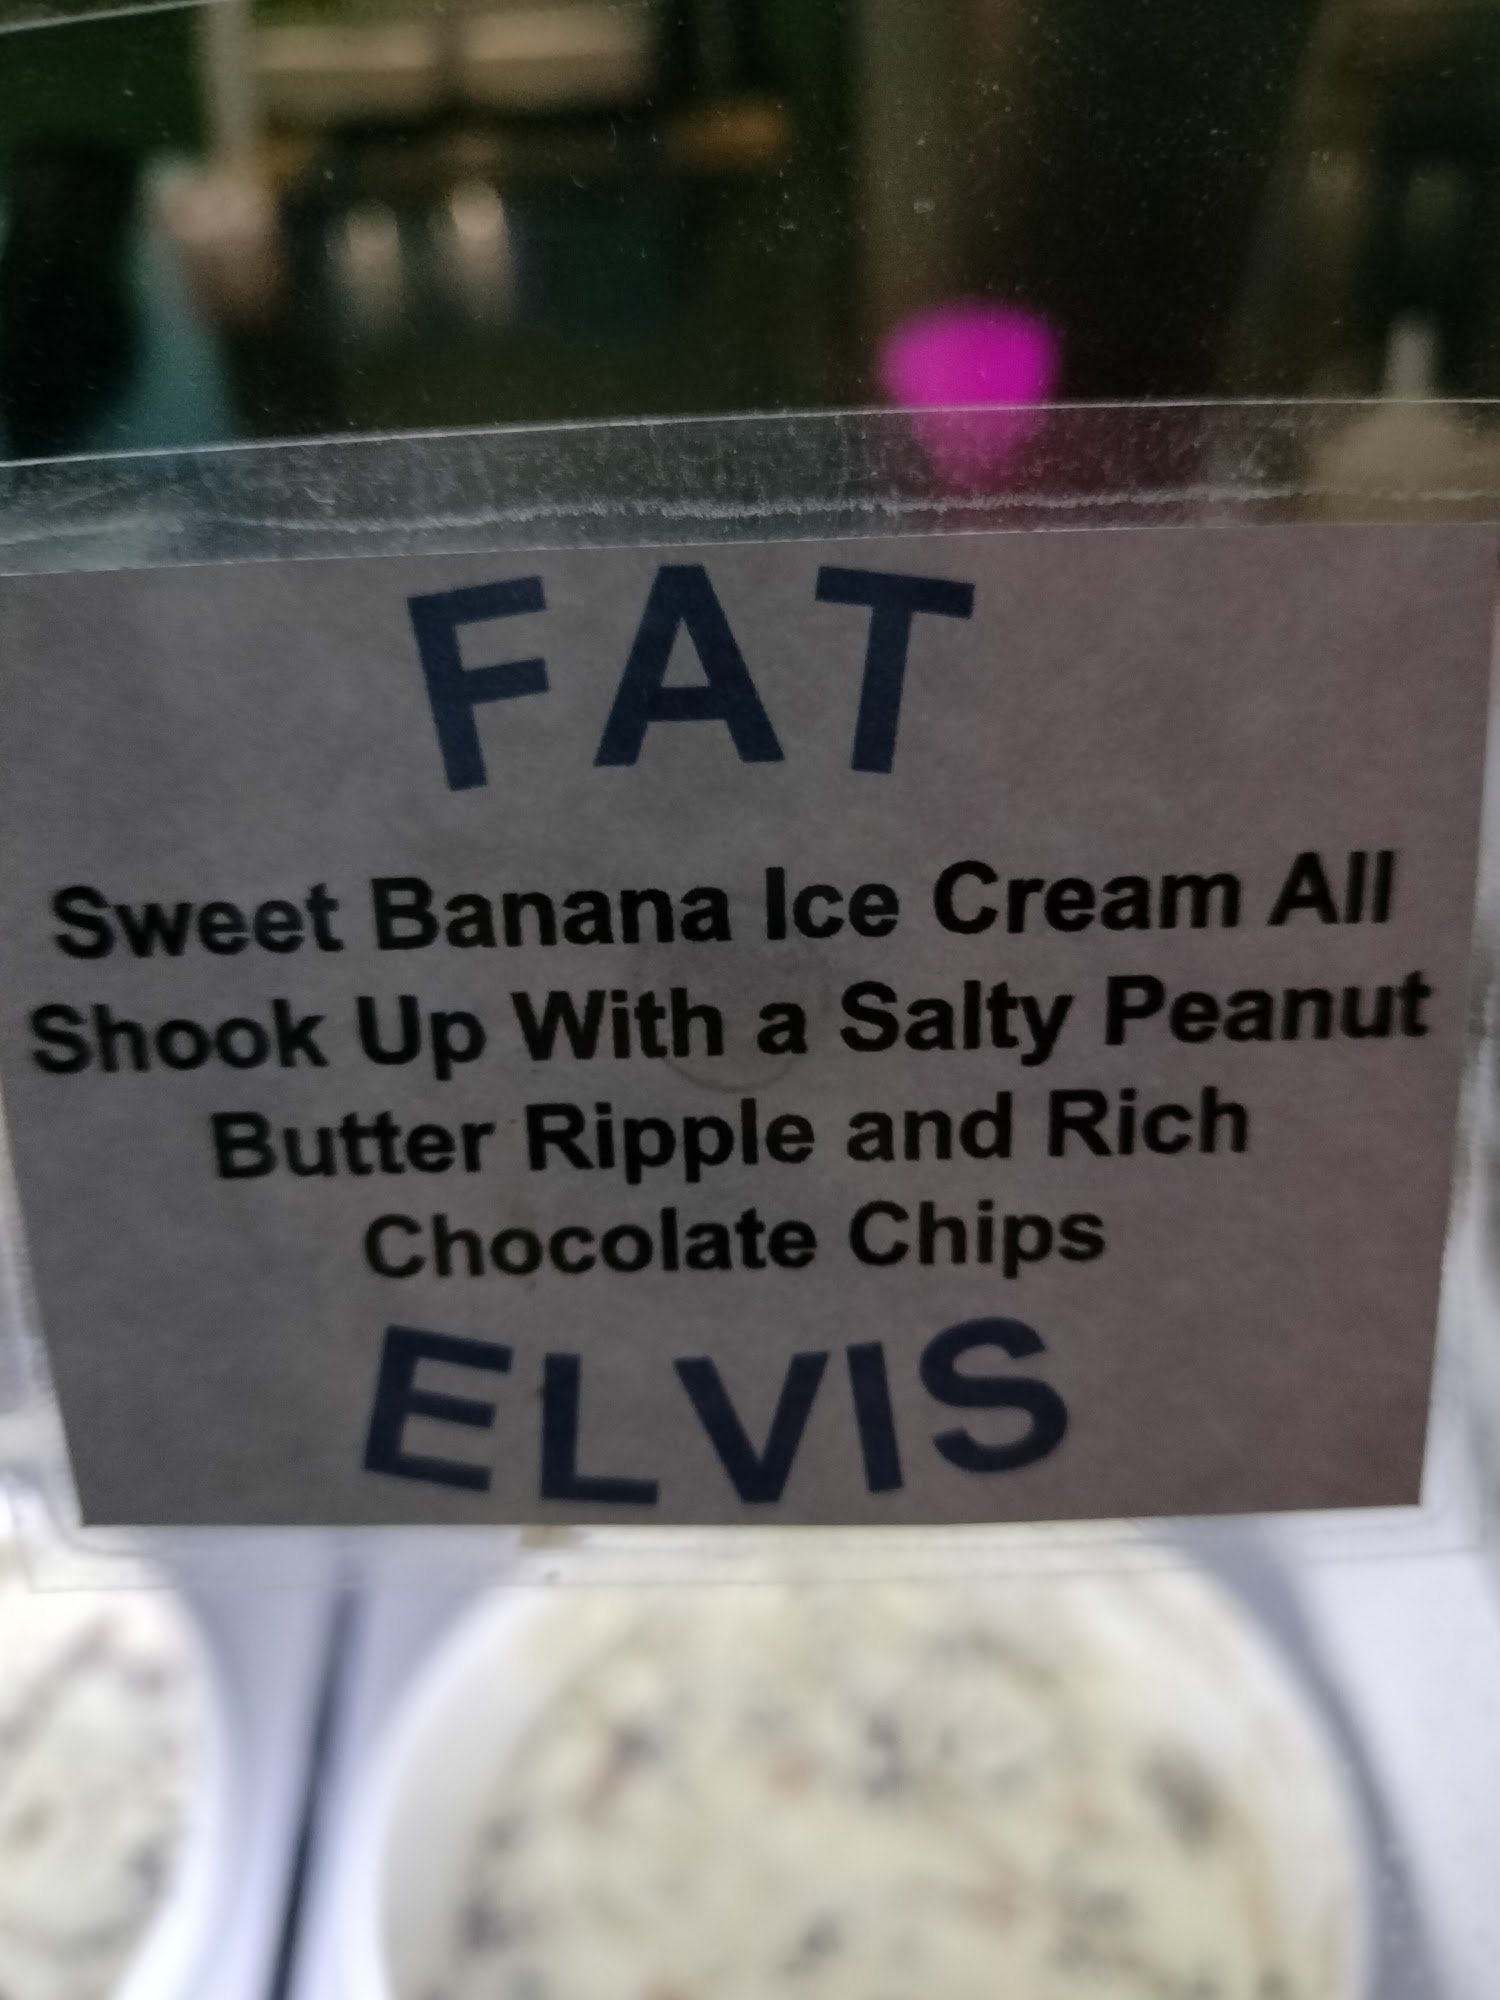 FAT
Sweet Banana Ice Cream All
Shook Up With a Salty Peanut
Butter Ripple and Rich
Chocolate Chips
ELVIS